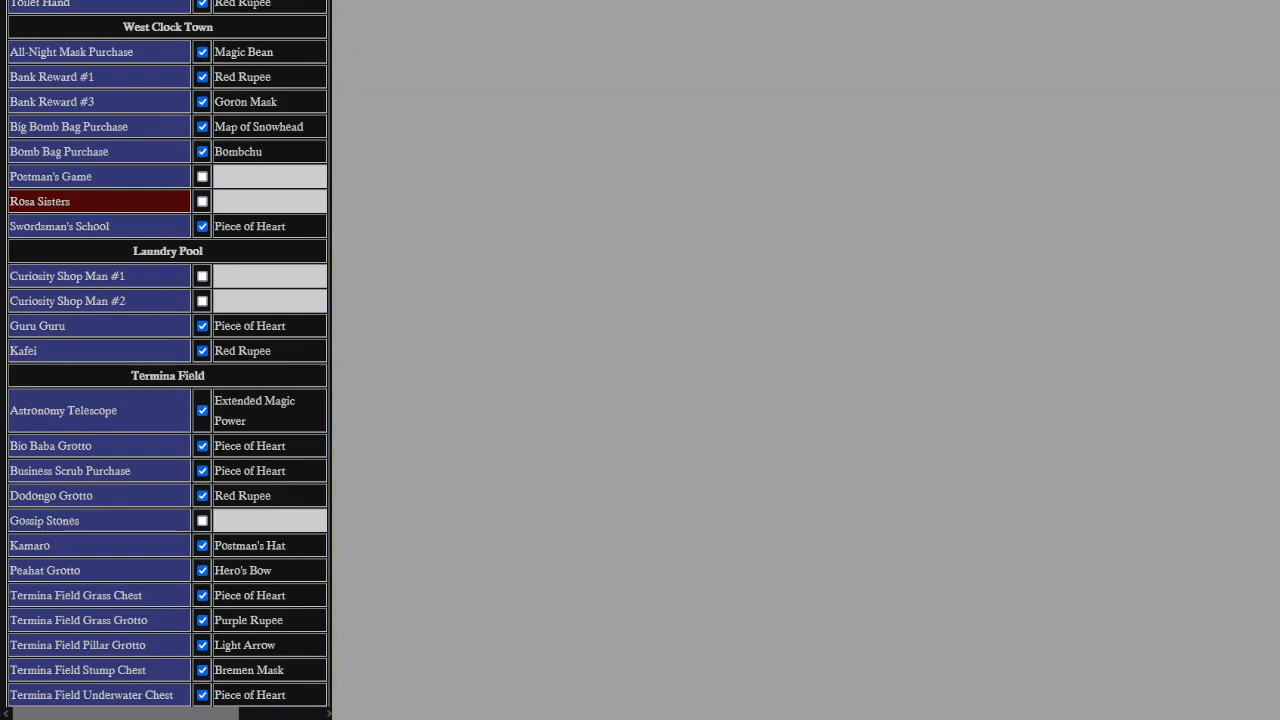 Toilet Hand Red Rupee
West Clock Town
All-Night Mask Purchase Magic Bean
Bank Reward #1 Red Rupee
Bank Reward #3 Goron Mask
Big Bomb Bag Purchase Map of Snowhead
Bomb Bag Purchase Bombchu
Postman's Game
Rosa Sisters
Swordsman's School Piece of Heart
Laundry Pool
Curiosity Shop Man #1
Curiosity Shop Man #2
Guru Guru Piece of Heart
Kafei Red Rupee
Termina Field
Astronomy Telescope Extended Magic
Power
Bio Baba Grotto Piece of Heart
Business Scrub Purchase Piece of Heart
Dodongo Grotto Red Rupee
Gossip Stones
Kamaro Postman's Hat
Peahat Grotto Hero's Bow
Termina Field Grass Chest Piece of Heart
Termina Field Grass Grotto Purple Rupee
Termina Field Pillar Grotto Light Arrow
Termina Field Stump Chest Bremen Mask
Termina Field Underwater Chest Piece of Heart